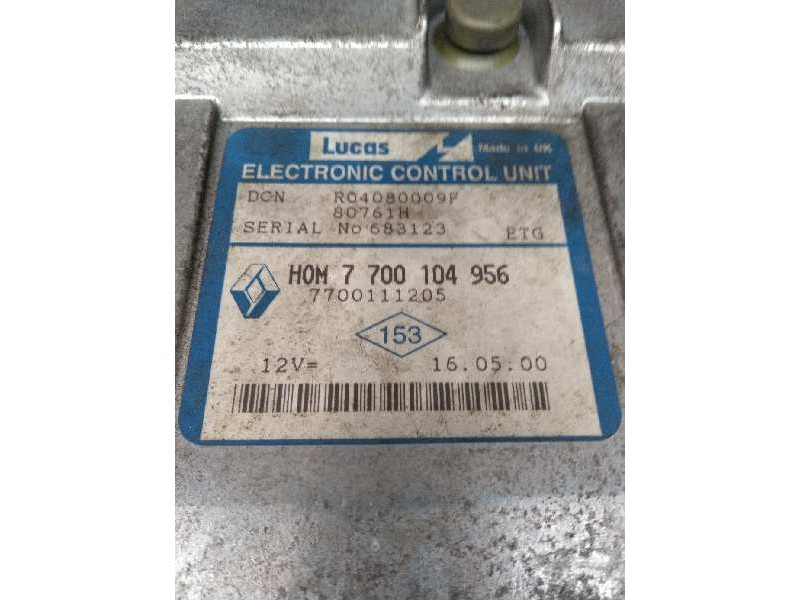 Lucas Made in UK
ELECTRONIC CONTROL UNIT
DCN R04080009F
80761H
SERIAL No 683123 ETG
HOM 7 700 104 956
7700111205
153
12V= 16.05.00